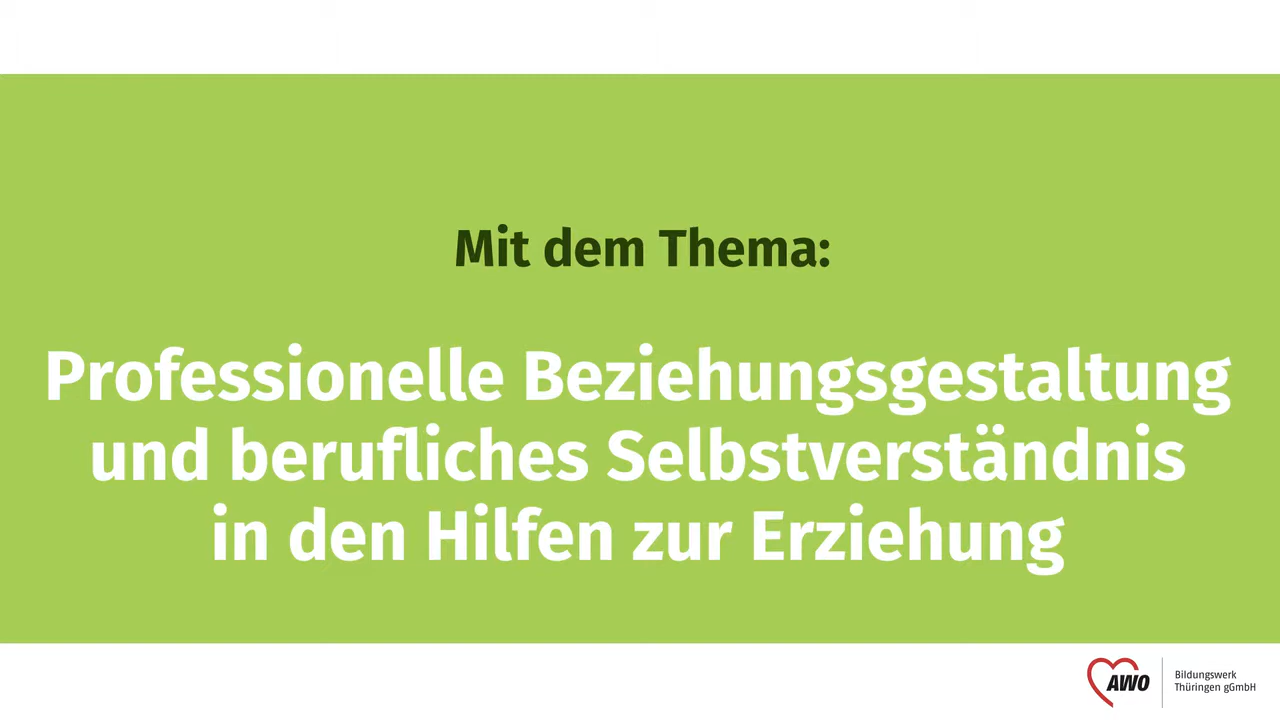 Mit dem Thema:
Professionelle Beziehungsgestaltung
und berufliches Selbstverständnis
in den Hilfen zur Erziehung
AWO
Bildungswerk
Thüringen gGmbH